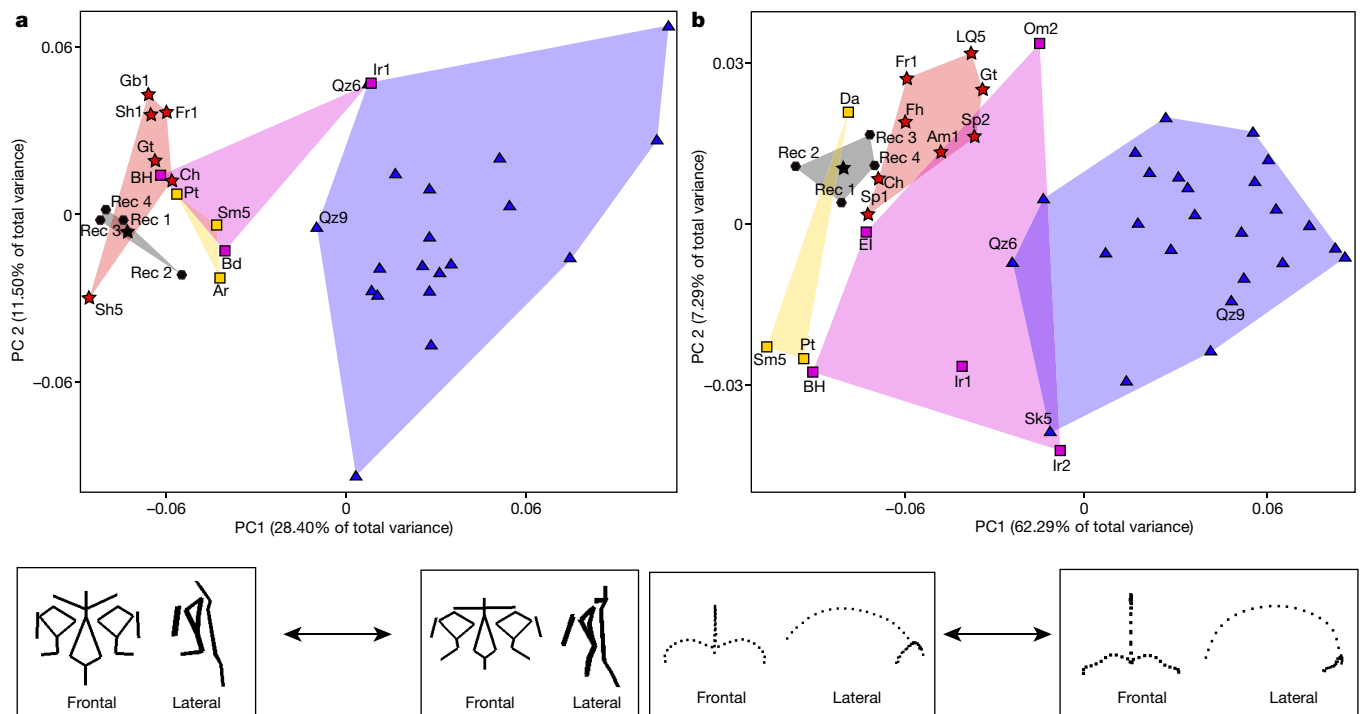 a
PC 2 (11.50% of total variance)
0.06
0
−0.06
Gb1
Sh1
Fr1
Gt
BH
Ch
Pt
Rec 4
Rec 3
Rec 1
Rec 2
Sh5
Sm5
Bd
Ar
Ir1
Qz6
Qz9
−0.06
0
0.06
PC1 (28.40% of total variance)
b
PC 2 (7.29% of total variance)
0.03
0
−0.03
Om2
LQ5
Fr1
Gt
Da
Fh
Sp2
Rec 3
Am1
Rec 2
Rec 4
Rec 1
Ch
Sp1
El
Qz6
Qz9
Sm5
Pt
BH
Ir1
Sk5
Ir2
−0.06
0
0.06
PC1 (62.29% of total variance)
Frontal
Lateral
Frontal
Lateral
Frontal
Lateral
Frontal
Lateral